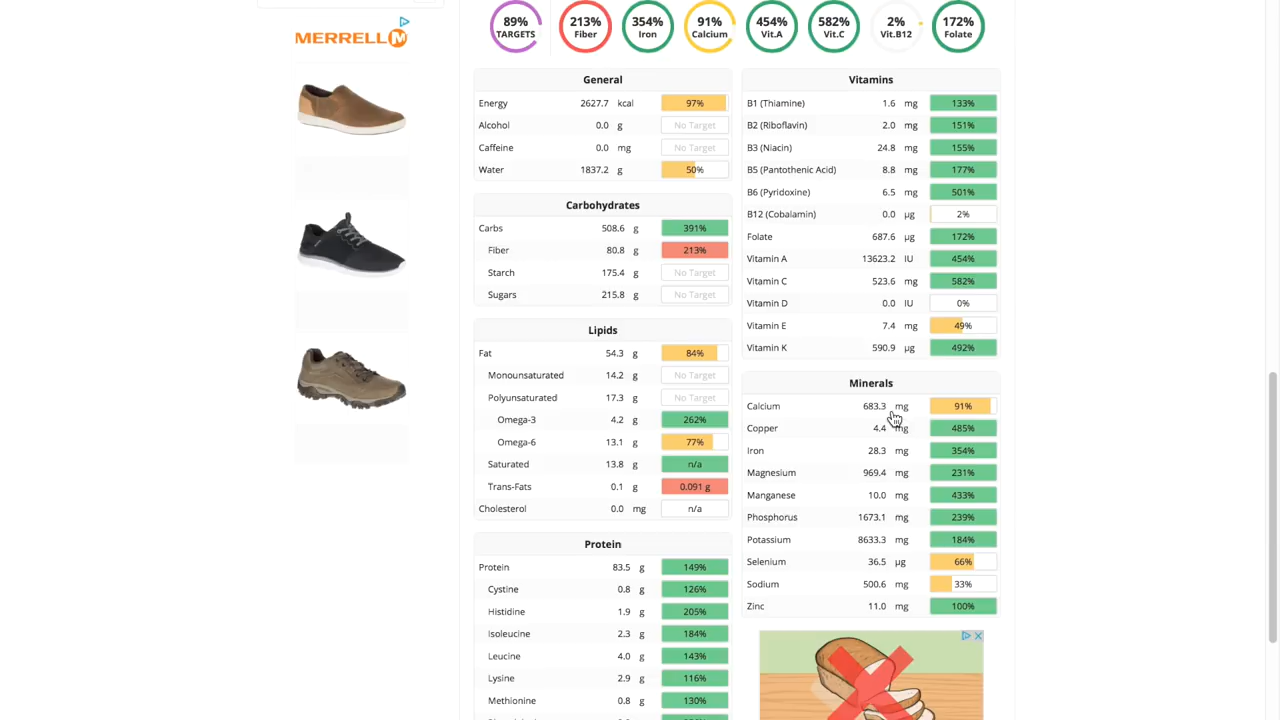 MERRELL
89% TARGETS
213% Fiber
354% Iron
91% Calcium
454% Vit.A
582% Vit.C
2% Vit.B12
172% Folate
General
Energy 2627.7 kcal 97%
Alcohol 0.0 g No Target
Caffeine 0.0 mg No Target
Water 1837.2 g 50%
Carbohydrates
Carbs 508.6 g 391%
Fiber 80.8 g 213%
Starch 175.4 g No Target
Sugars 215.8 g No Target
Lipids
Fat 54.3 g 84%
Monounsaturated 14.2 g No Target
Polyunsaturated 17.3 g No Target
Omega-3 4.2 g 262%
Omega-6 13.1 g 77%
Saturated 13.8 g n/a
Trans-Fats 0.1 g 0.091 g
Cholesterol 0.0 mg n/a
Protein
Protein 83.5 g 149%
Cystine 0.8 g 126%
Histidine 1.9 g 205%
Isoleucine 2.3 g 184%
Leucine 4.0 g 143%
Lysine 2.9 g 116%
Methionine 0.8 g 130%
Vitamins
B1 (Thiamine) 1.6 mg 133%
B2 (Riboflavin) 2.0 mg 151%
B3 (Niacin) 24.8 mg 155%
B5 (Pantothenic Acid) 8.8 mg 177%
B6 (Pyridoxine) 6.5 mg 501%
B12 (Cobalamin) 0.0 µg 2%
Folate 687.6 µg 172%
Vitamin A 13623.2 IU 454%
Vitamin C 523.6 mg 582%
Vitamin D 0.0 IU 0%
Vitamin E 7.4 mg 49%
Vitamin K 590.9 µg 492%
Minerals
Calcium 683.3 mg 91%
Copper 4.4 mg 485%
Iron 28.3 mg 354%
Magnesium 969.4 mg 231%
Manganese 10.0 mg 433%
Phosphorus 1673.1 mg 239%
Potassium 8633.3 mg 184%
Selenium 36.5 µg 66%
Sodium 500.6 mg 33%
Zinc 11.0 mg 100%